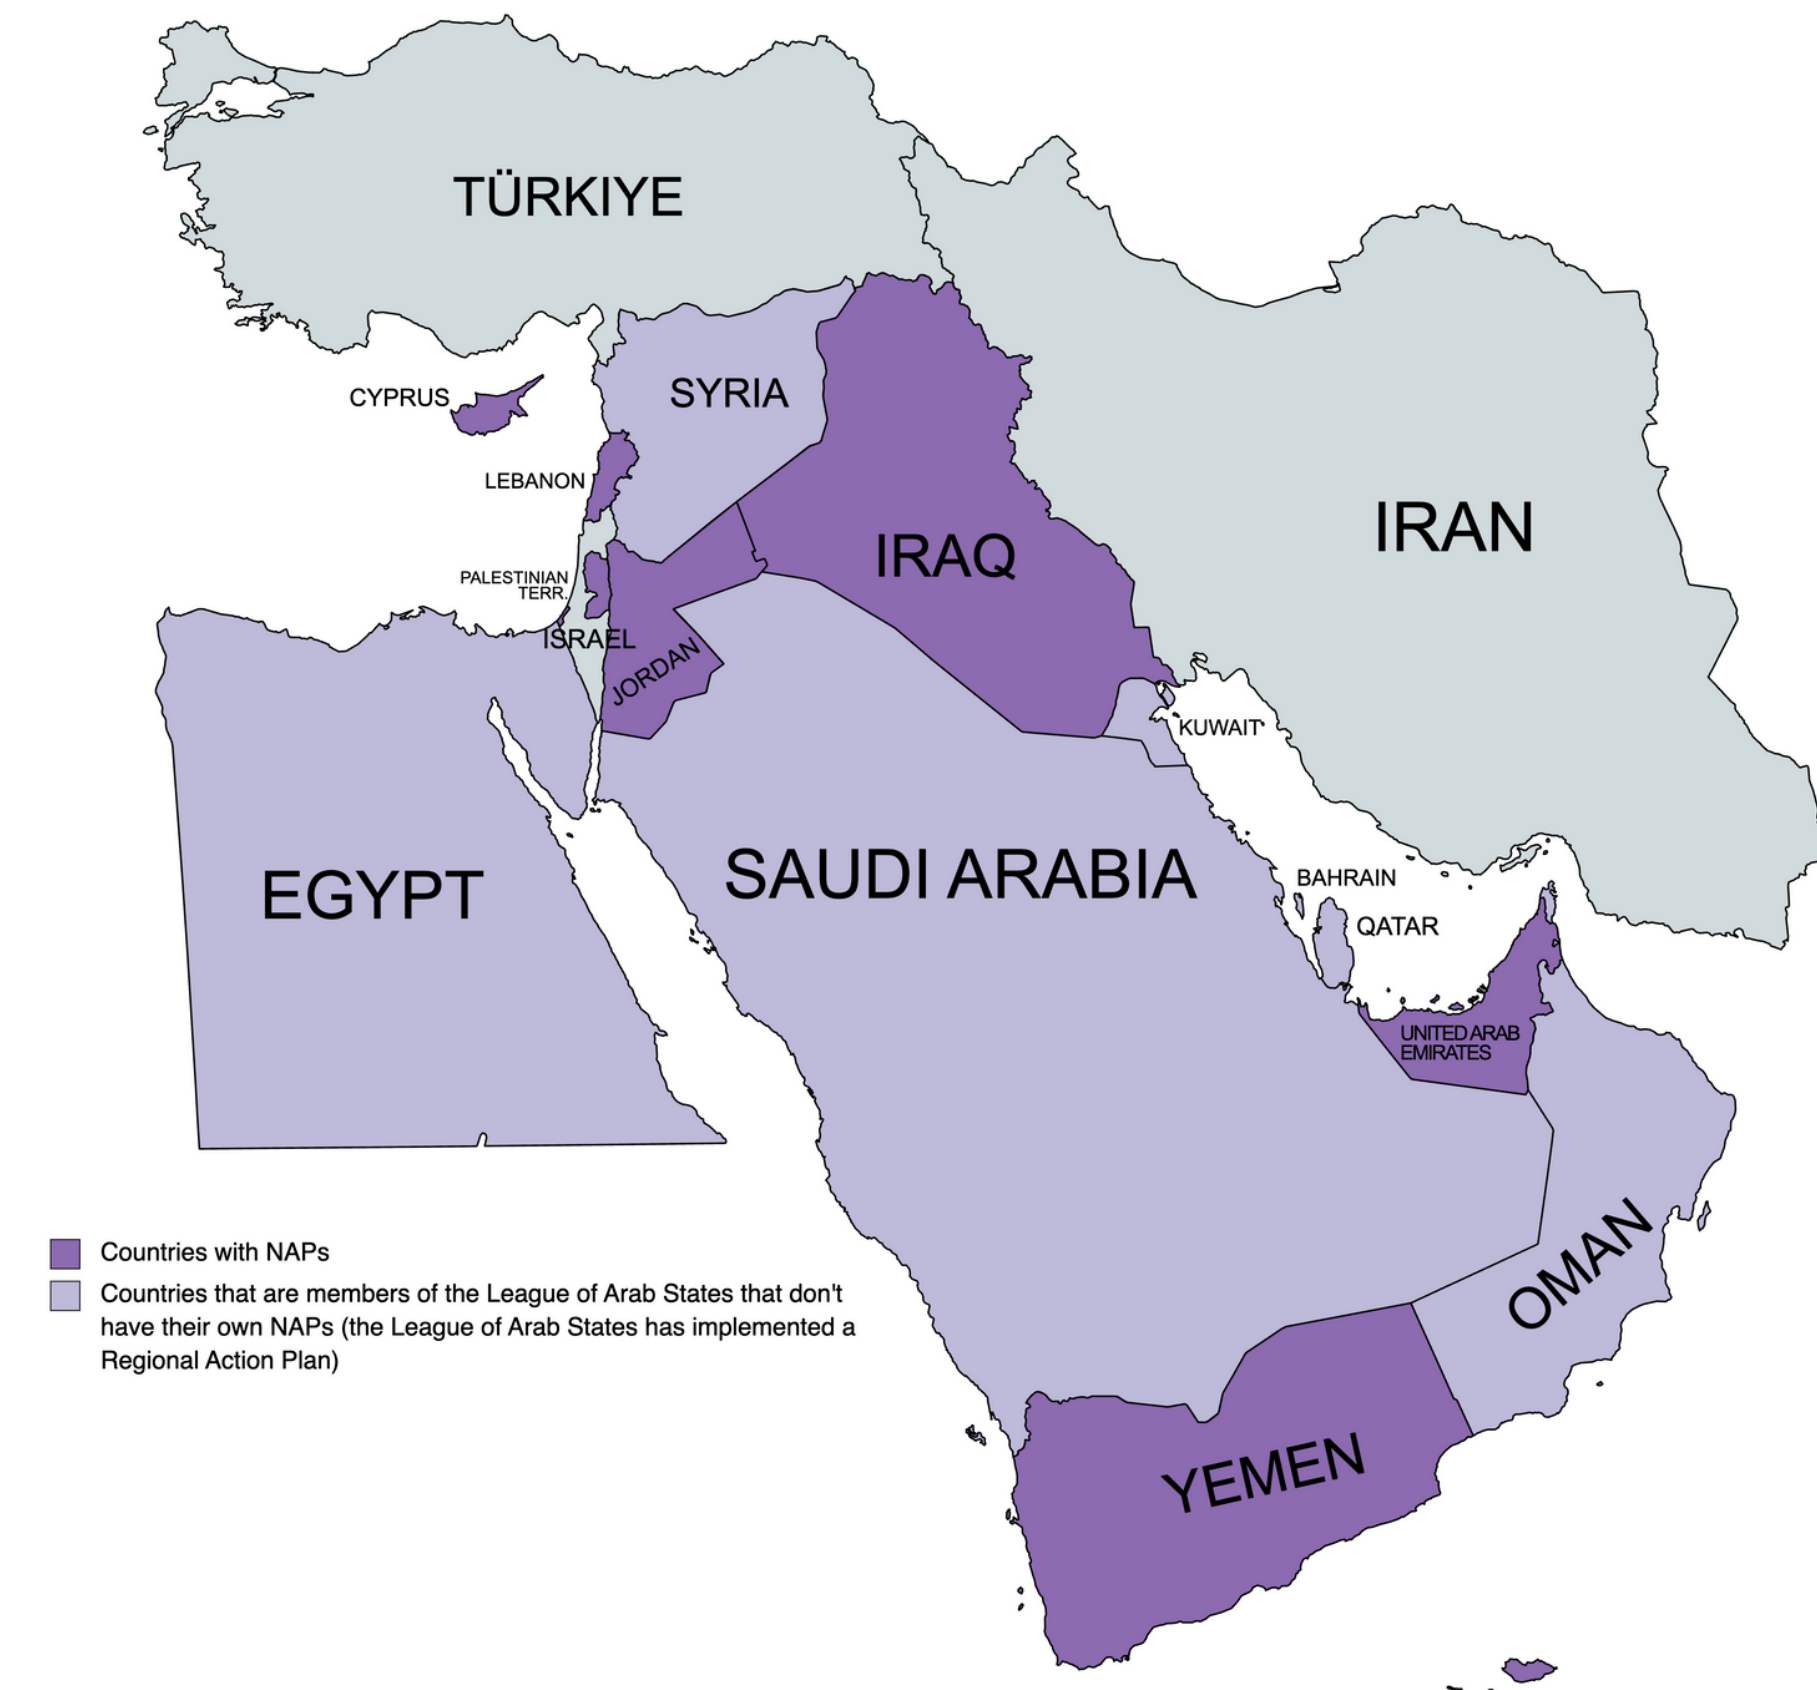 TÜRKIYE
CYPRUS
SYRIA
LEBANON
IRAQ
IRAN
PALESTINIAN
TERR.
ISRAEL
JORDAN
KUWAIT
EGYPT
SAUDI ARABIA
BAHRAIN
QATAR
UNITED ARAB
EMIRATES
OMAN
YEMEN
Countries with NAPs
Countries that are members of the League of Arab States that don't
have their own NAPs (the League of Arab States has implemented a
Regional Action Plan)